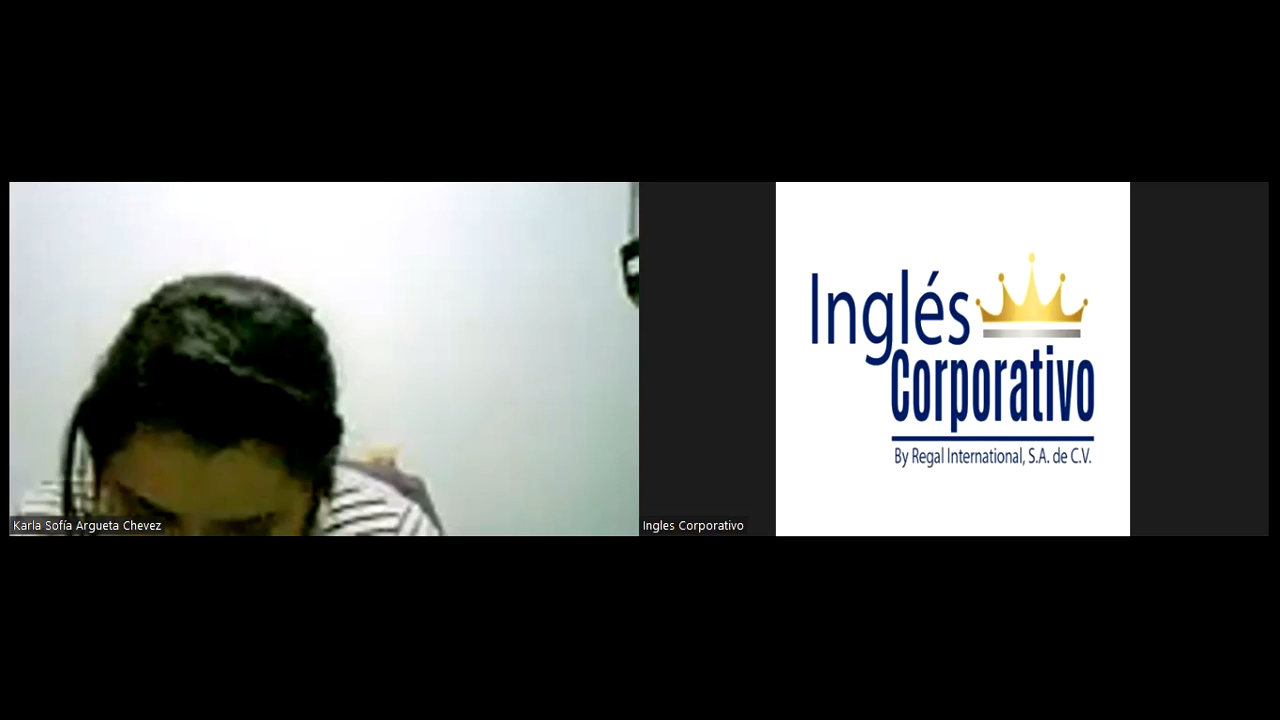 Inglés
Corporativo
By Regal International, S.A. de C.V.
Karla Sofía Argueta Chevez
Ingles Corporativo